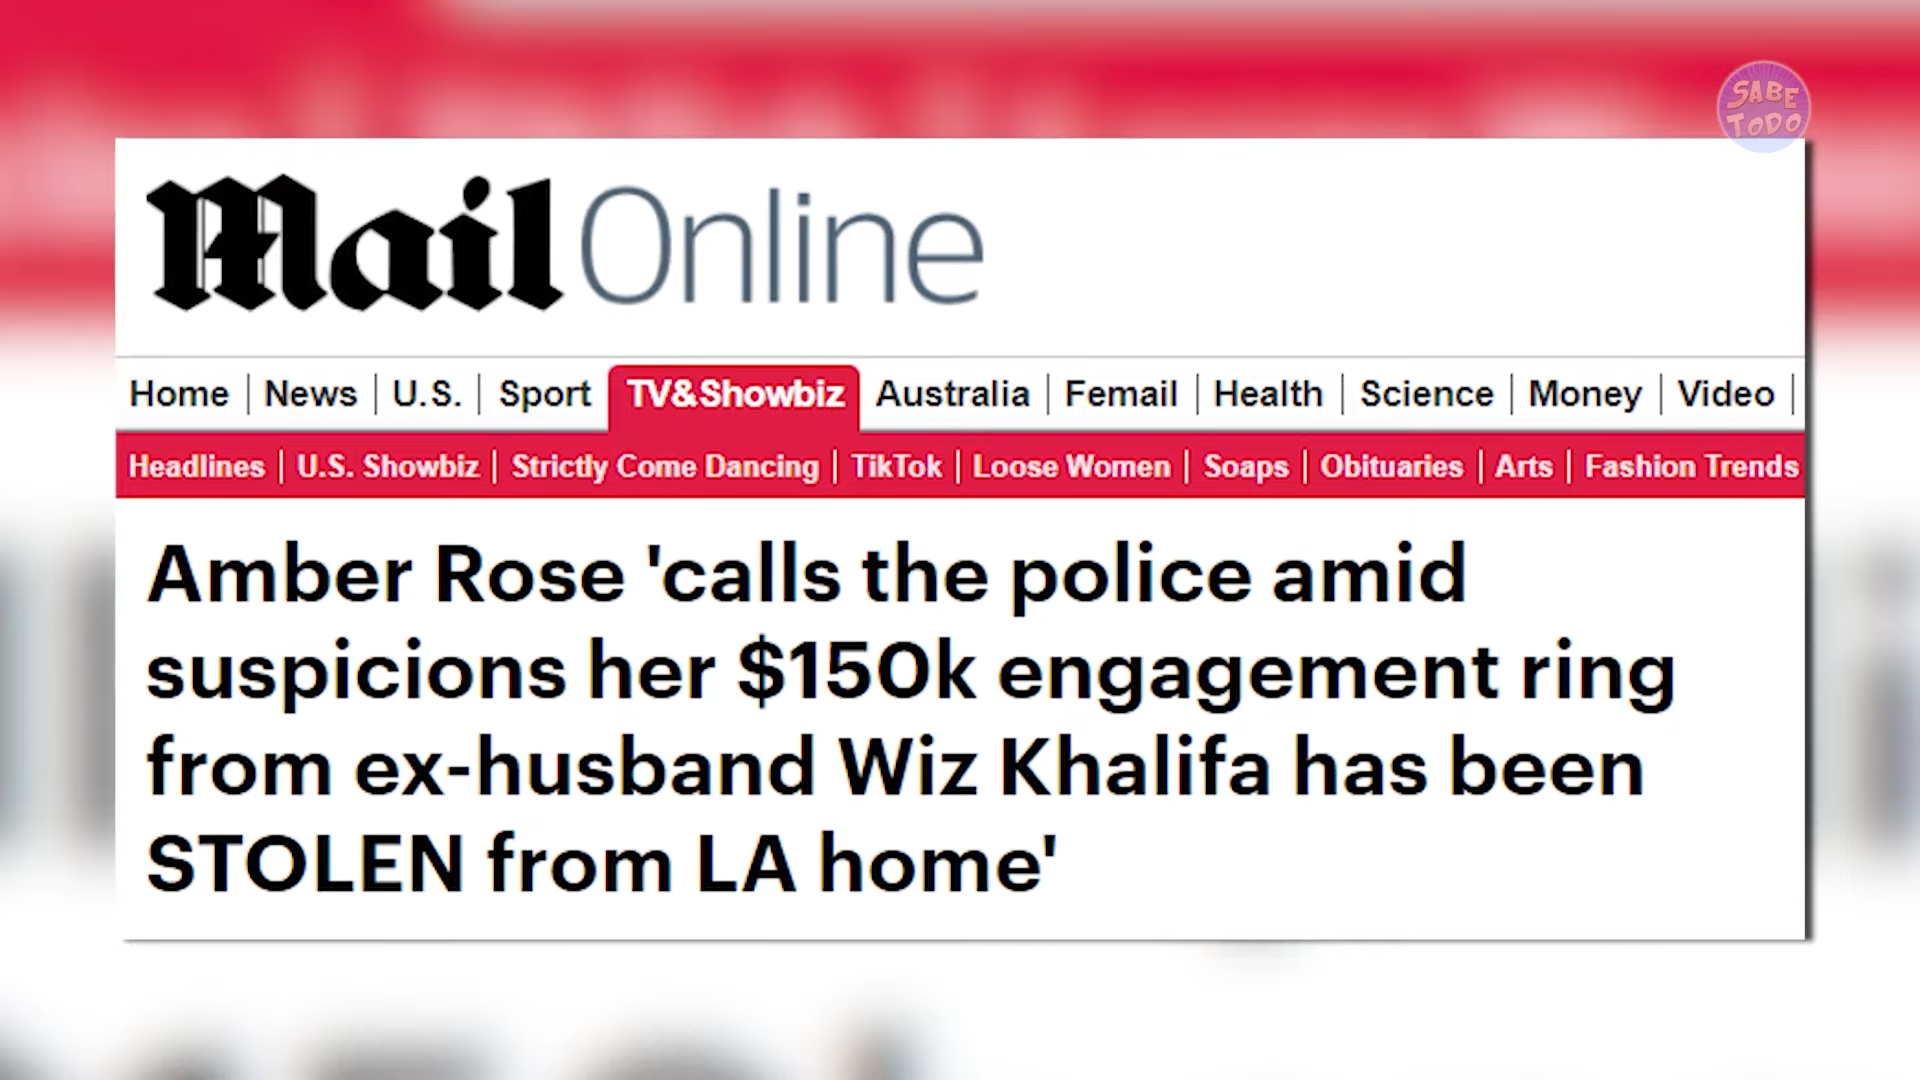 SABE
TODO
Mail Online
Home News U.S. Sport TV&Showbiz Australia Femail Health Science Money Video
Headlines U.S. Showbiz Strictly Come Dancing TikTok Loose Women Soaps Obituaries Arts Fashion Trends
Amber Rose 'calls the police amid
suspicions her $150k engagement ring
from ex-husband Wiz Khalifa has been
STOLEN from LA home'